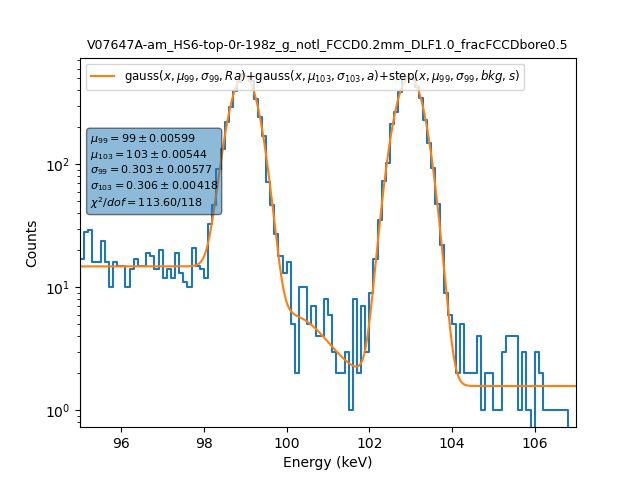 V07647A-am_HS6-top-0r-198z_g_notl_FCCD0.2mm_DLF1.0_fracFCCDbore0.5
gauss(x, μ₉₉, σ₉₉, Ra)+gauss(x, μ₁₀₃, σ₁₀₃, a)+step(x, μ₉₉, σ₉₉, bkg, s)
μ₉₉ = 99 ± 0.00599
μ₁₀₃ = 103 ± 0.00544
σ₉₉ = 0.303 ± 0.00577
σ₁₀₃ = 0.306 ± 0.00418
χ²/dof = 113.60/118
10²
10¹
10⁰
Counts
96 98 100 102 104 106
Energy (keV)